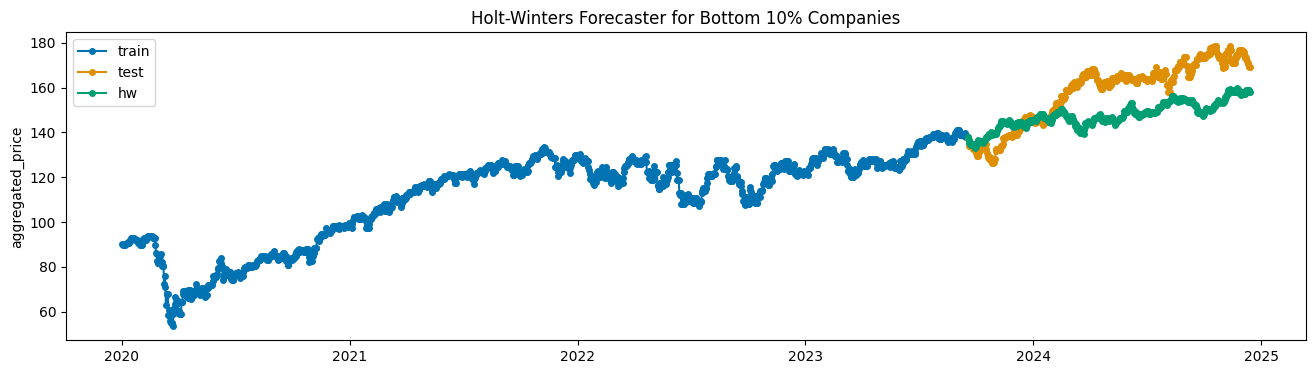 Holt-Winters Forecaster for Bottom 10% Companies
train
test
hw
aggregated_price
180
160
140
120
100
80
60
2020
2021
2022
2023
2024
2025